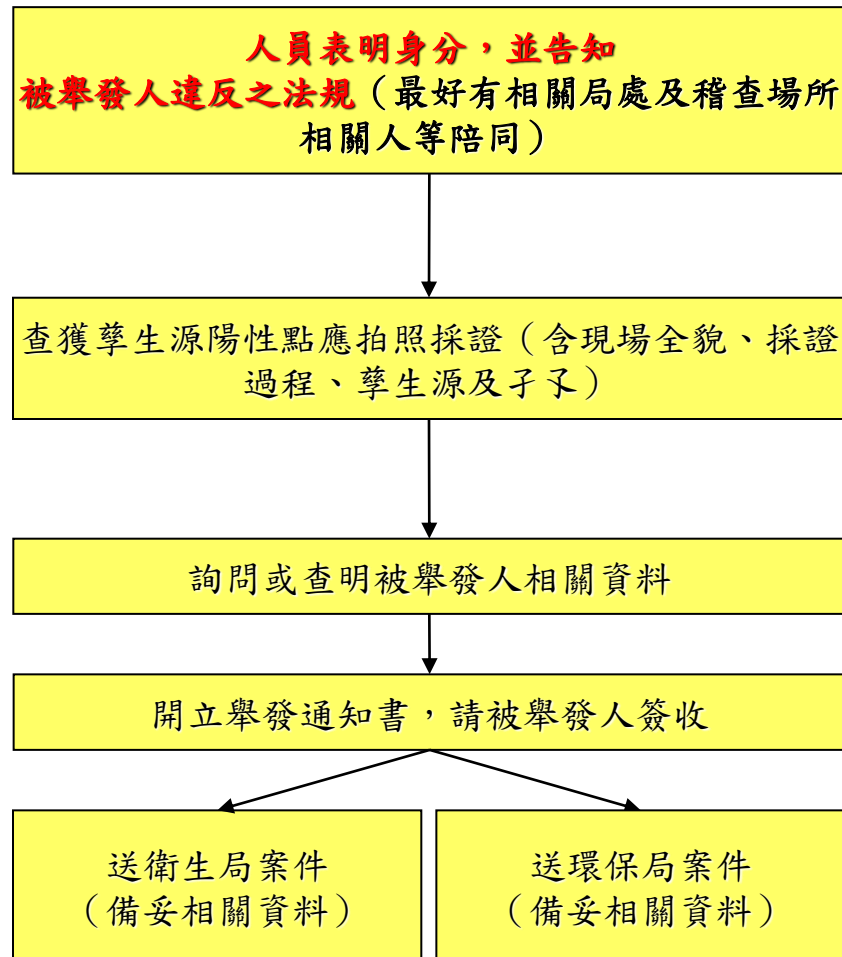 人員表明身分，並告知
被舉發人違反之法規（最好有相關局處及稽查場所
相關人等陪同）
查獲孳生源陽性點應拍照採證（含現場全貌、採證
過程、孳生源及孑孓）
詢問或查明被舉發人相關資料
開立舉發通知書，請被舉發人簽收
送衛生局案件
（備妥相關資料）
送環保局案件
（備妥相關資料）